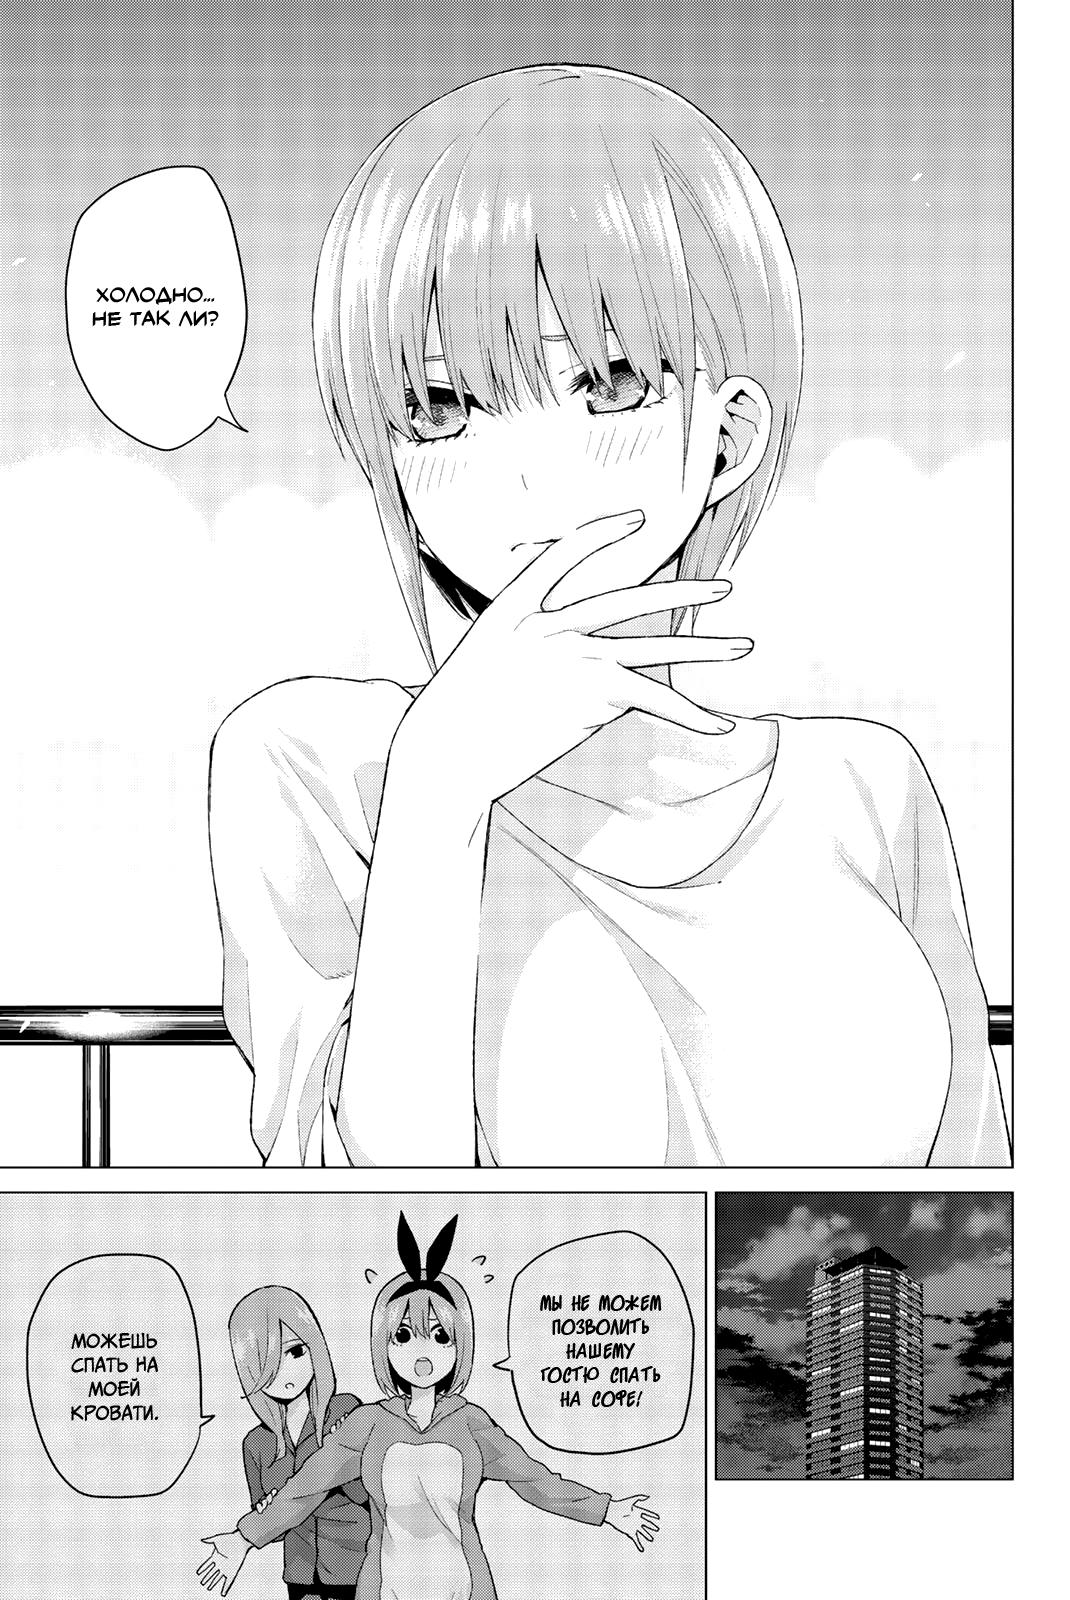 ХОЛОДНО...
НЕ ТАК ЛИ?
МЫ НЕ МОЖЕМ
ПОЗВОЛИТЬ
НАШЕМУ
ГОСТЮ СПАТЬ
НА СОФЕ!
МОЖЕШЬ
СПАТЬ НА
МОЕЙ
КРОВАТИ.